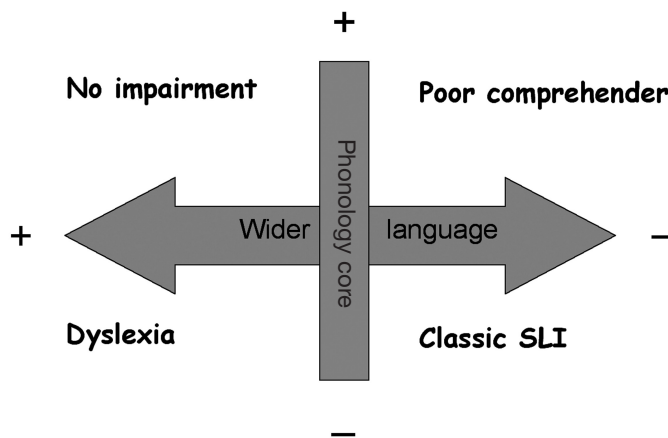 +
No impairment
Poor comprehender
Phonology core
+
Wider language
–
Dyslexia
Classic SLI
–